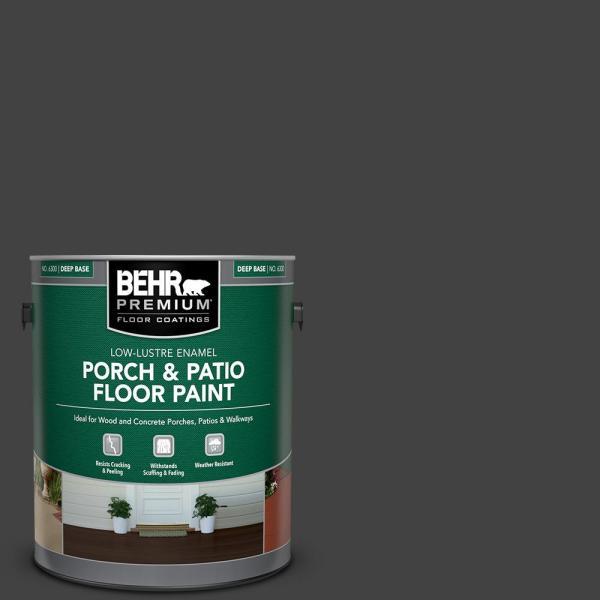 NO. 6300 | DEEP BASE
DEEP BASE | NO. 6300
BEHR
PREMIUM®
FLOOR COATINGS
LOW-LUSTRE ENAMEL
PORCH & PATIO
FLOOR PAINT
Ideal for Wood and Concrete Porches, Patios & Walkways
Resists Cracking
& Peeling
Withstands
Scuffing & Fading
Weather Resistant